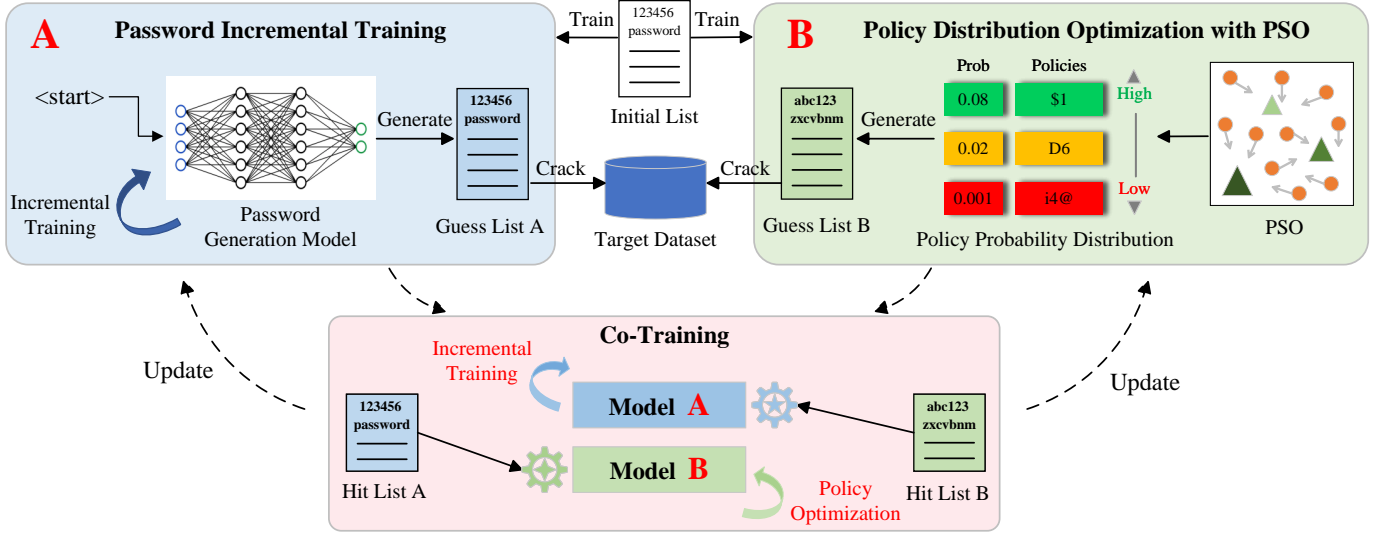 A
Password Incremental Training
<start>
Incremental
Training
Password
Generation Model
Generate
123456
password
Guess List A
Train
Train
123456
password
Initial List
Crack
Crack
Target Dataset
B
Policy Distribution Optimization with PSO
abc123
zxcvbnm
Guess List B
Generate
Prob
Policies
0.08
$1
0.02
D6
0.001
i4@
High
Low
Policy Probability Distribution
PSO
Update
Update
Co-Training
Incremental
Training
Model A
Model B
123456
password
Hit List A
abc123
zxcvbnm
Hit List B
Policy
Optimization